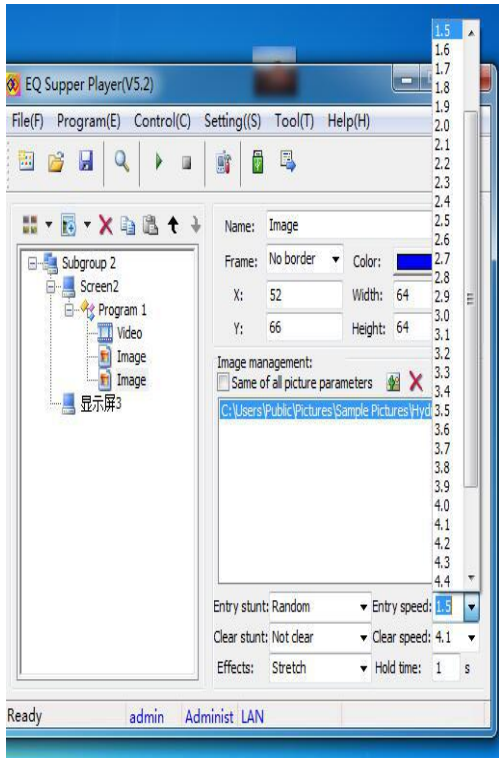 EQ Supper Player(V5.2)
File(F) Program(E) Control(C) Setting((S) Tool(T) Help(H)
Subgroup 2
Screen2
Program 1
Video
Image
Image
显示屏3
Name: Image
Frame: No border Color:
X: 52 Width: 64
Y: 66 Height: 64
Image management:
Same of all picture parameters
C:\Users\Public\Pictures\Sample Pictures\Hyd
Entry stunt: Random Entry speed: 1.5
Clear stunt: Not clear Clear speed: 4.1
Effects: Stretch Hold time: 1 s
1.5
1.6
1.7
1.8
1.9
2.0
2.1
2.2
2.3
2.4
2.5
2.6
2.7
2.8
2.9
3.0
3.1
3.2
3.3
3.4
3.5
3.6
3.7
3.8
3.9
4.0
4.1
4.2
4.3
4.4
Ready admin Administ LAN